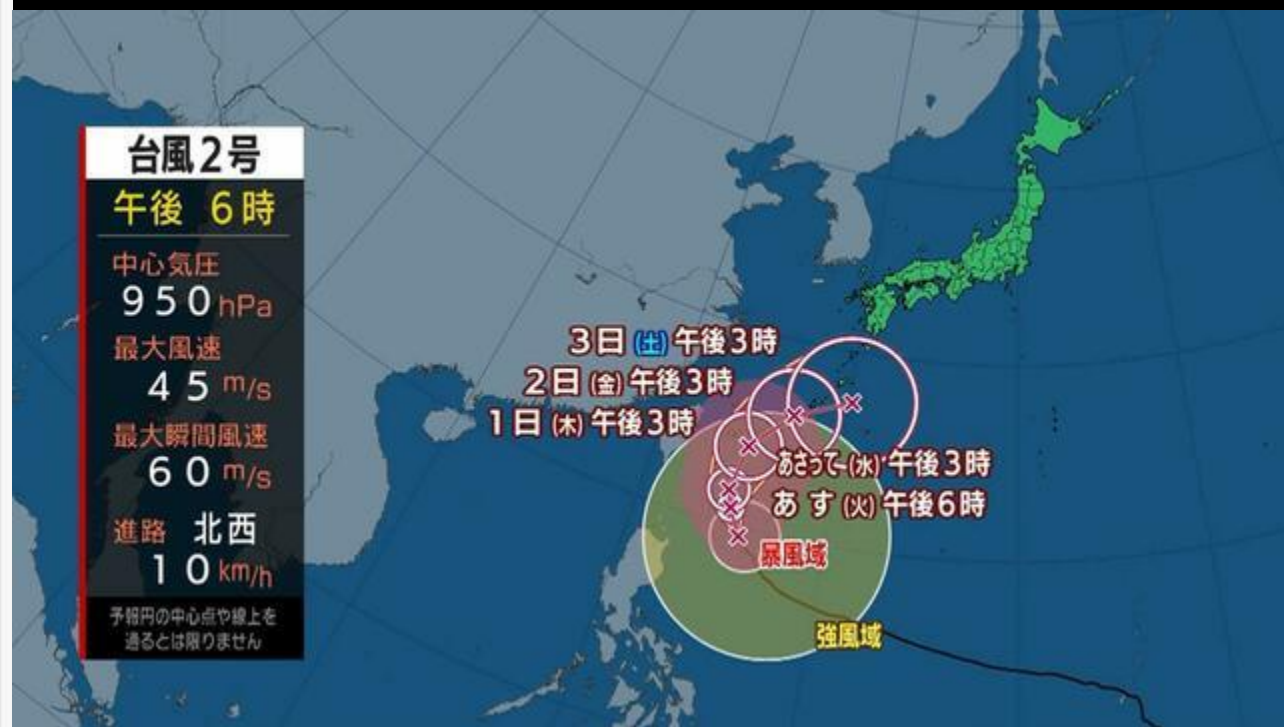 台風2号
午後 6時
中心気圧
950hPa
最大風速
45m/s
最大瞬間風速
60m/s
進路 北西
10km/h
予報円の中心点や線上を
通るとは限りません
3日(土)午後3時
2日(金)午後3時
1日(木)午後3時
あさって(水)午後3時
あす(火)午後6時
暴風域
強風域